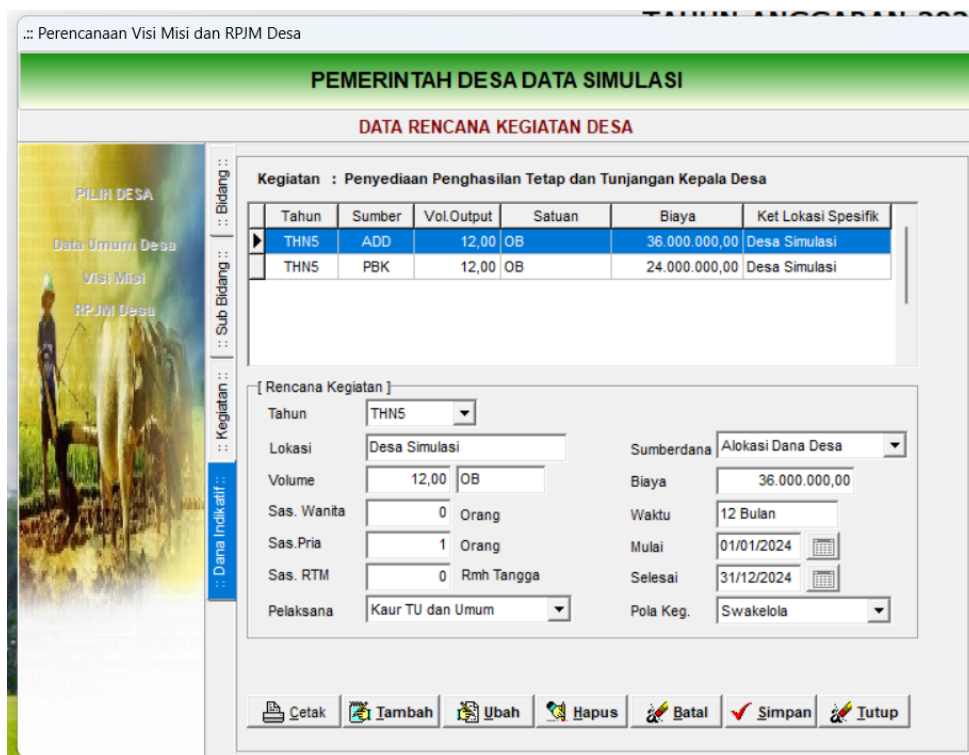 TAHUN ANGGARAN 202
.:: Perencanaan Visi Misi dan RPJM Desa
PEMERINTAH DESA DATA SIMULASI
DATA RENCANA KEGIATAN DESA
PILIH DESA
Data Umum Desa
Visi Misi
RPJM Desa
:: Bidang ::
:: Sub Bidang ::
:: Kegiatan ::
:: Dana Indikatif ::
Kegiatan : Penyediaan Penghasilan Tetap dan Tunjangan Kepala Desa
Tahun Sumber Vol.Output Satuan Biaya Ket Lokasi Spesifik
THN5 ADD 12,00 OB 36.000.000,00 Desa Simulasi
THN5 PBK 12,00 OB 24.000.000,00 Desa Simulasi
[ Rencana Kegiatan ]
Tahun THN5
Lokasi Desa Simulasi Sumberdana Alokasi Dana Desa
Volume 12,00 OB Biaya 36.000.000,00
Sas. Wanita 0 Orang Waktu 12 Bulan
Sas.Pria 1 Orang Mulai 01/01/2024
Sas. RTM 0 Rmh Tangga Selesai 31/12/2024
Pelaksana Kaur TU dan Umum Pola Keg. Swakelola
Cetak Tambah Ubah Hapus Batal Simpan Tutup